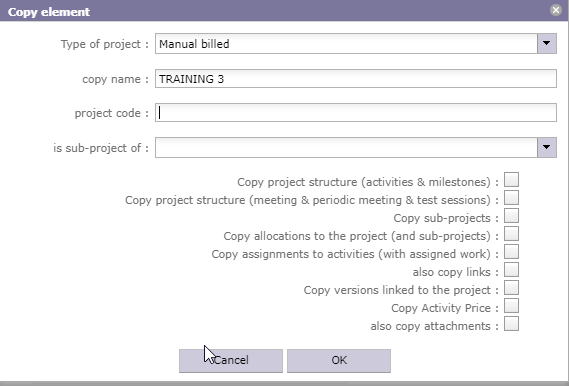 Copy element
Type of project : Manual billed
copy name : TRAINING 3
project code :
is sub-project of :
Copy project structure (activities & milestones) :
Copy project structure (meeting & periodic meeting & test sessions) :
Copy sub-projects :
Copy allocations to the project (and sub-projects) :
Copy assignments to activities (with assigned work) :
also copy links :
Copy versions linked to the project :
Copy Activity Price :
also copy attachments :
Cancel OK